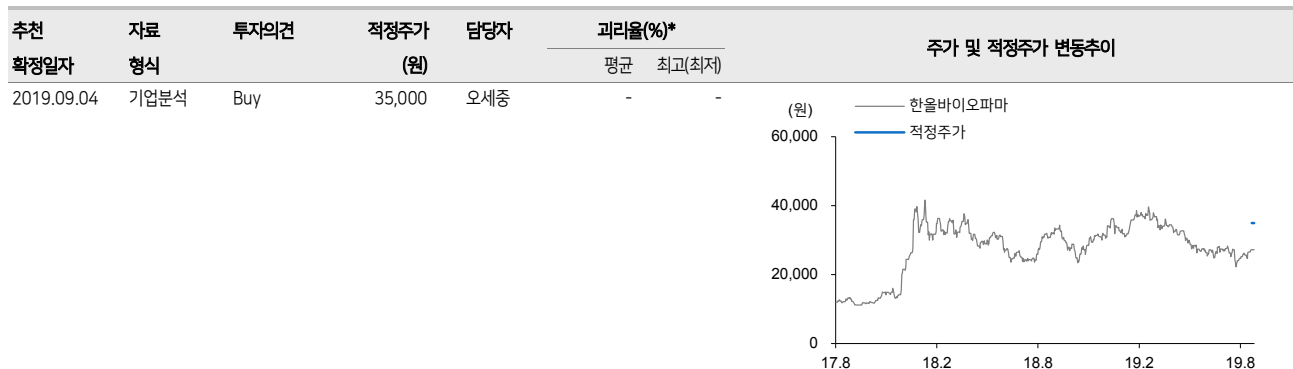 추천 자료 투자의견 적정주가 담당자 괴리율(%)* 주가 및 적정주가 변동추이
확정일자 형식 (원) 평균 최고(최저)
2019.09.04 기업분석 Buy 35,000 오세중 - -
(원)
한올바이오파마
적정주가
60,000
40,000
20,000
0
17.8 18.2 18.8 19.2 19.8